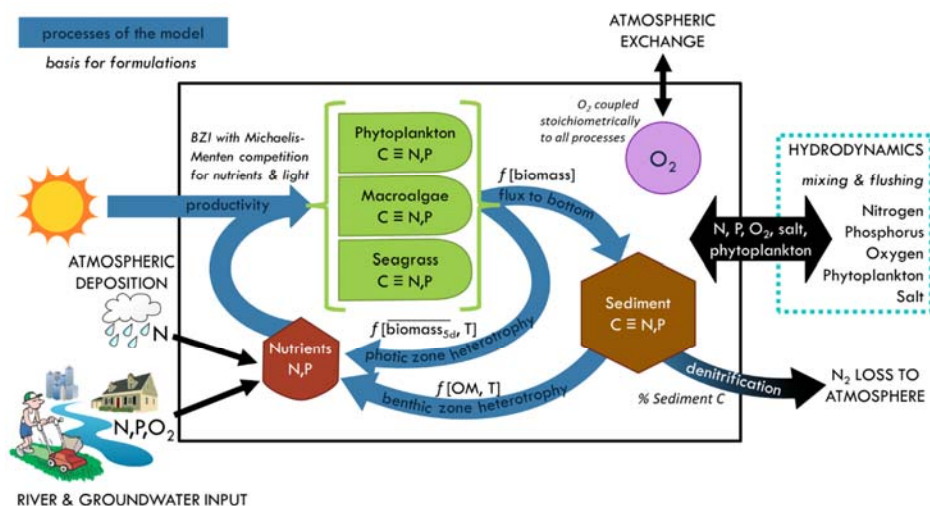 processes of the model
basis for formulations
ATMOSPHERIC
EXCHANGE
O₂ coupled
stoichiometrically
to all processes
O₂
BZI with Michaelis-
Menten competition
for nutrients & light
productivity
Phytoplankton
C ≡ N,P
Macroalgae
C ≡ N,P
Seagrass
C ≡ N,P
f [biomass]
flux to bottom
HYDRODYNAMICS
mixing & flushing
Nitrogen
Phosphorus
Oxygen
Phytoplankton
Salt
N, P, O₂, salt,
phytoplankton
ATMOSPHERIC
DEPOSITION
N
Nutrients
N,P
f [biomass5d, T]
photic zone heterotrophy
Sediment
C ≡ N,P
f [OM, T]
benthic zone heterotrophy
denitrification
% Sediment C
N₂ LOSS TO
ATMOSPHERE
N,P,O₂
RIVER & GROUNDWATER INPUT